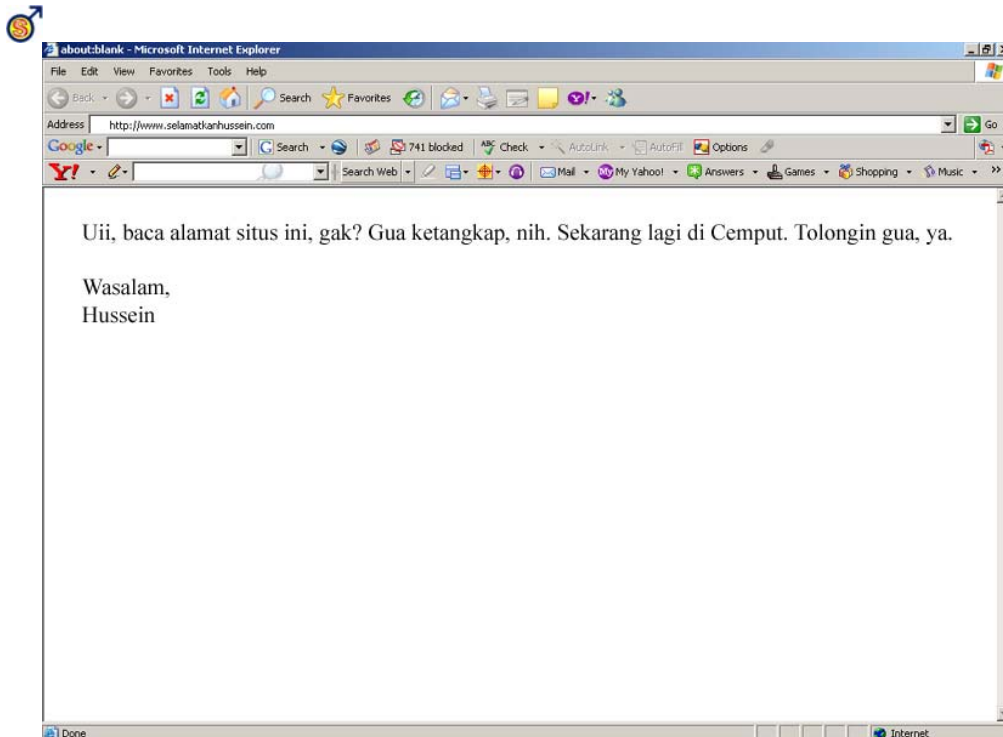 S
about:blank - Microsoft Internet Explorer
File Edit View Favorites Tools Help
Back Search Favorites Y!
Address http://www.selamatkanhussein.com Go
Google Search 741 blocked ABC Check AutoLink AutoFill Options
Y! Search Web Mail My Yahoo! Answers Games Shopping Music
Uii, baca alamat situs ini, gak? Gua ketangkap, nih. Sekarang lagi di Cemput. Tolongin gua, ya.
Wasalam,
Hussein
Done Internet